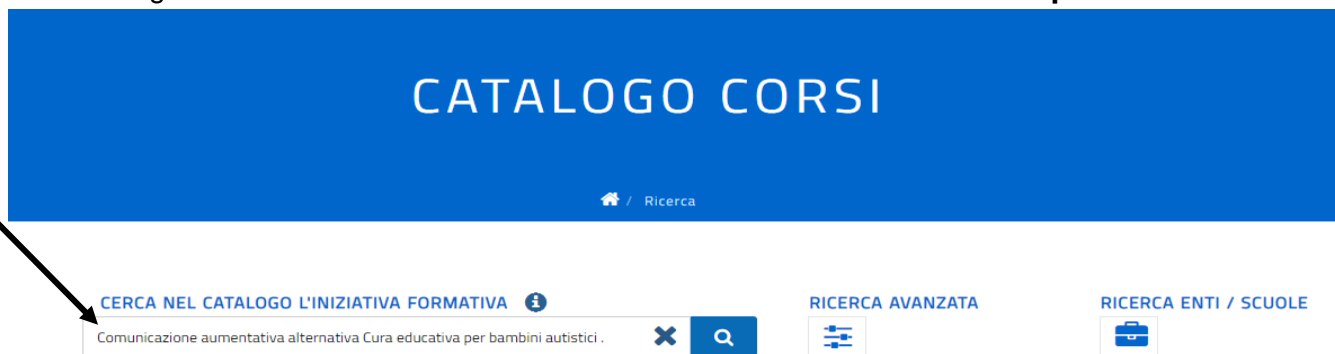 CATALOGO CORSI
/ Ricerca
CERCA NEL CATALOGO L'INIZIATIVA FORMATIVA
RICERCA AVANZATA
RICERCA ENTI / SCUOLE
Comunicazione aumentativa alternativa Cura educativa per bambini autistici .